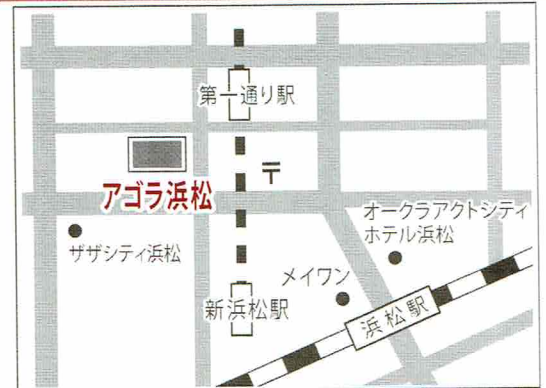 第一通り駅
〒
アゴラ浜松
オークラアクトシティ
ホテル浜松
ザザシティ浜松
メイワン
新浜松駅
浜松駅